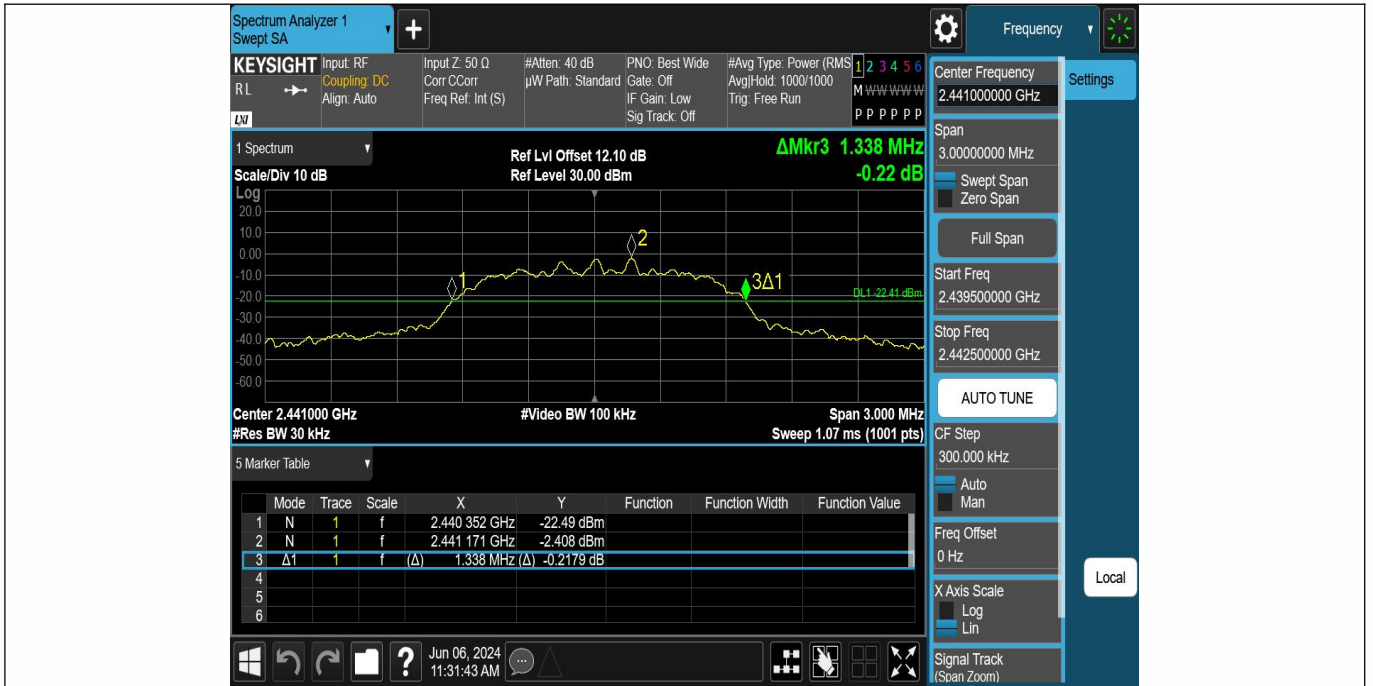 Spectrum Analyzer 1
Swept SA
+
Frequency
KEYSIGHT
RL
LXI
Input: RF
Coupling: DC
Align: Auto
Input Z: 50 Ω
Corr CCorr
Freq Ref: Int (S)
#Atten: 40 dB
µW Path: Standard
PNO: Best Wide
Gate: Off
IF Gain: Low
Sig Track: Off
#Avg Type: Power (RMS
Avg|Hold: 1000/1000
Trig: Free Run
1 2 3 4 5 6
M W W W W W
P P P P P P
Center Frequency
2.441000000 GHz
Settings
Span
3.00000000 MHz
Swept Span
Zero Span
Full Span
Start Freq
2.439500000 GHz
Stop Freq
2.442500000 GHz
AUTO TUNE
CF Step
300.000 kHz
Auto
Man
Freq Offset
0 Hz
X Axis Scale
Log
Lin
Signal Track
(Span Zoom)
Local
1 Spectrum
Scale/Div 10 dB
Ref Lvl Offset 12.10 dB
Ref Level 30.00 dBm
ΔMkr3 1.338 MHz
-0.22 dB
Log
20.0
10.0
0.00
-10.0
-20.0
-30.0
-40.0
-50.0
-60.0
1
2
3Δ1
DL1 -22.41 dBm
Center 2.441000 GHz
#Video BW 100 kHz
Span 3.000 MHz
#Res BW 30 kHz
Sweep 1.07 ms (1001 pts)
5 Marker Table
Mode Trace Scale X Y Function Function Width Function Value
1 N 1 f 2.440 352 GHz -22.49 dBm
2 N 1 f 2.441 171 GHz -2.408 dBm
3 Δ1 1 f (Δ) 1.338 MHz (Δ) -0.2179 dB
4
5
6
?
Jun 06, 2024
11:31:43 AM